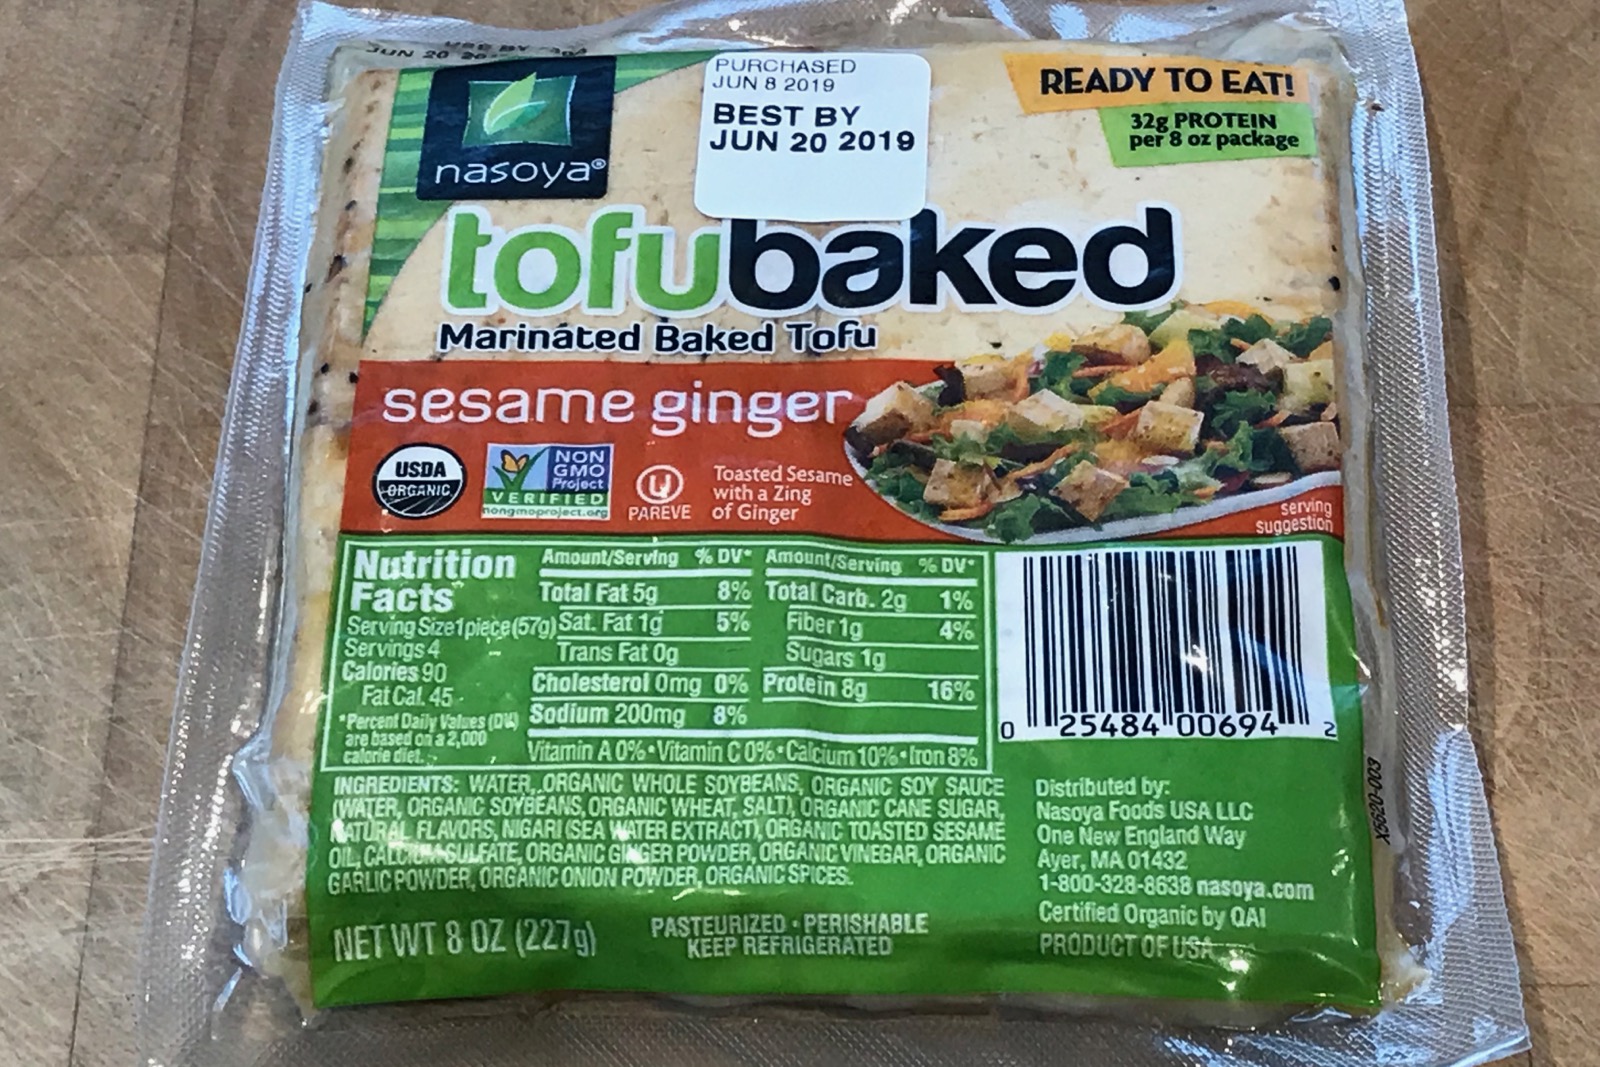 USE BY
JUN 20
nasoya®
PURCHASED
JUN 8 2019
BEST BY
JUN 20 2019
READY TO EAT!
32g PROTEIN
per 8 oz package
tofubaked
Marinated Baked Tofu
sesame ginger
USDA
ORGANIC
NON
GMO
Project
VERIFIED
nongmoproject.org
U
PAREVE
Toasted Sesame
with a Zing
of Ginger
serving
suggestion
Nutrition
Facts
Serving Size 1 piece (57g)
Servings 4
Calories 90
Fat Cal. 45
*Percent Daily Values (DV)
are based on a 2,000
calorie diet.
Amount/Serving % DV*
Total Fat 5g 8%
Sat. Fat 1g 5%
Trans Fat 0g
Cholesterol 0mg 0%
Sodium 200mg 8%
Amount/Serving % DV*
Total Carb. 2g 1%
Fiber 1g 4%
Sugars 1g
Protein 8g 16%
Vitamin A 0% • Vitamin C 0% • Calcium 10% • Iron 8%
0 25484 00694 2
INGREDIENTS: WATER, ORGANIC WHOLE SOYBEANS, ORGANIC SOY SAUCE
(WATER, ORGANIC SOYBEANS, ORGANIC WHEAT, SALT), ORGANIC CANE SUGAR,
NATURAL FLAVORS, NIGARI (SEA WATER EXTRACT), ORGANIC TOASTED SESAME
OIL, CALCIUM SULFATE, ORGANIC GINGER POWDER, ORGANIC VINEGAR, ORGANIC
GARLIC POWDER, ORGANIC ONION POWDER, ORGANIC SPICES.
NET WT 8 OZ (227g)
PASTEURIZED • PERISHABLE
KEEP REFRIGERATED
Distributed by:
Nasoya Foods USA LLC
One New England Way
Ayer, MA 01432
1-800-328-8638 nasoya.com
Certified Organic by QAI
PRODUCT OF USA
X5620-003